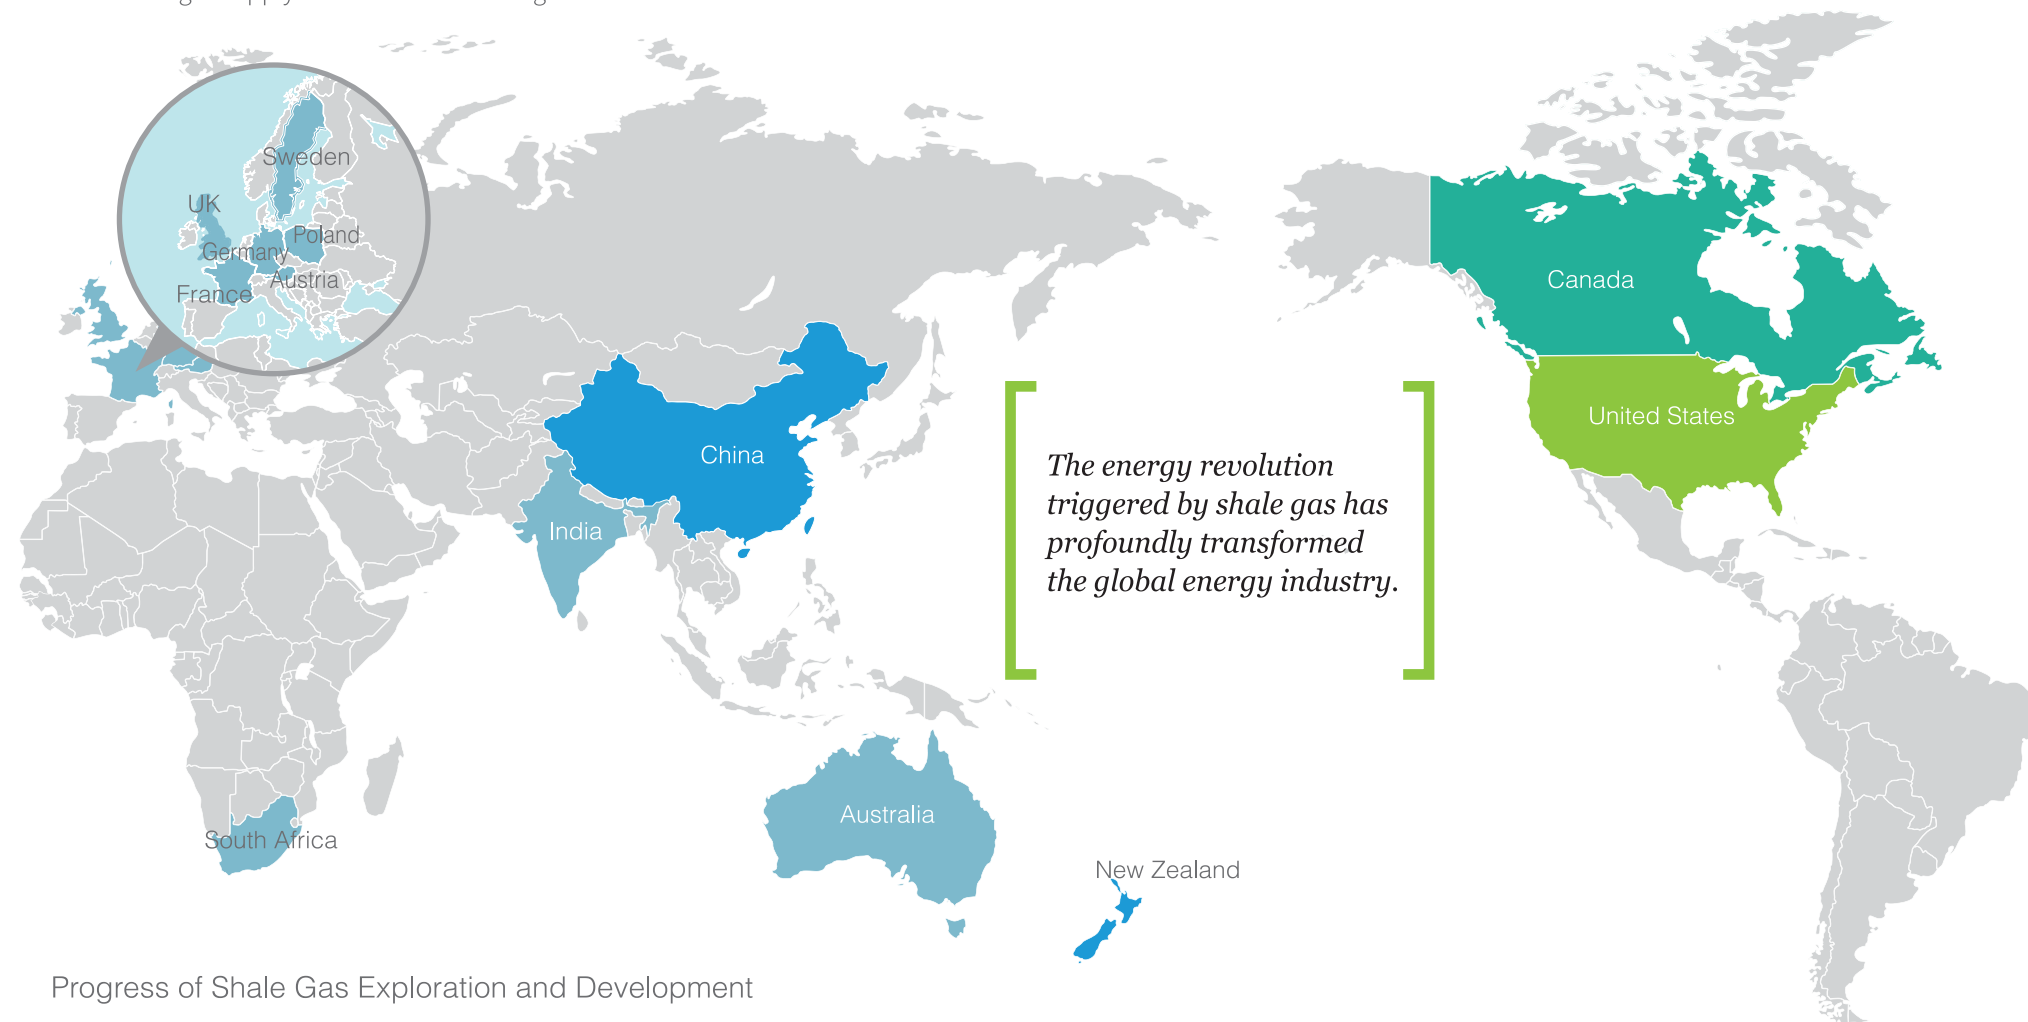 Sweden
UK
Poland
Germany
Austria
France
Canada
United States
China
The energy revolution
triggered by shale gas has
profoundly transformed
the global energy industry.
India
Australia
South Africa
New Zealand
Progress of Shale Gas Exploration and Development